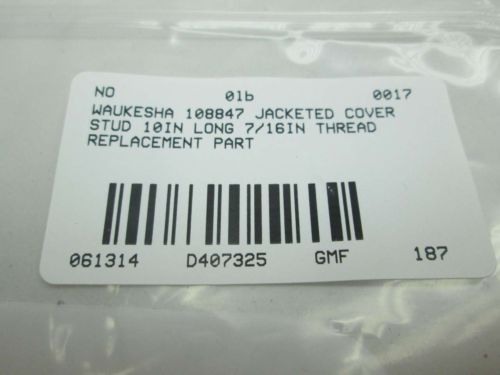 NO 01b 0017
WAUKESHA 108847 JACKETED COVER
STUD 10IN LONG 7/16IN THREAD
REPLACEMENT PART
061314 D407325 GMF 187